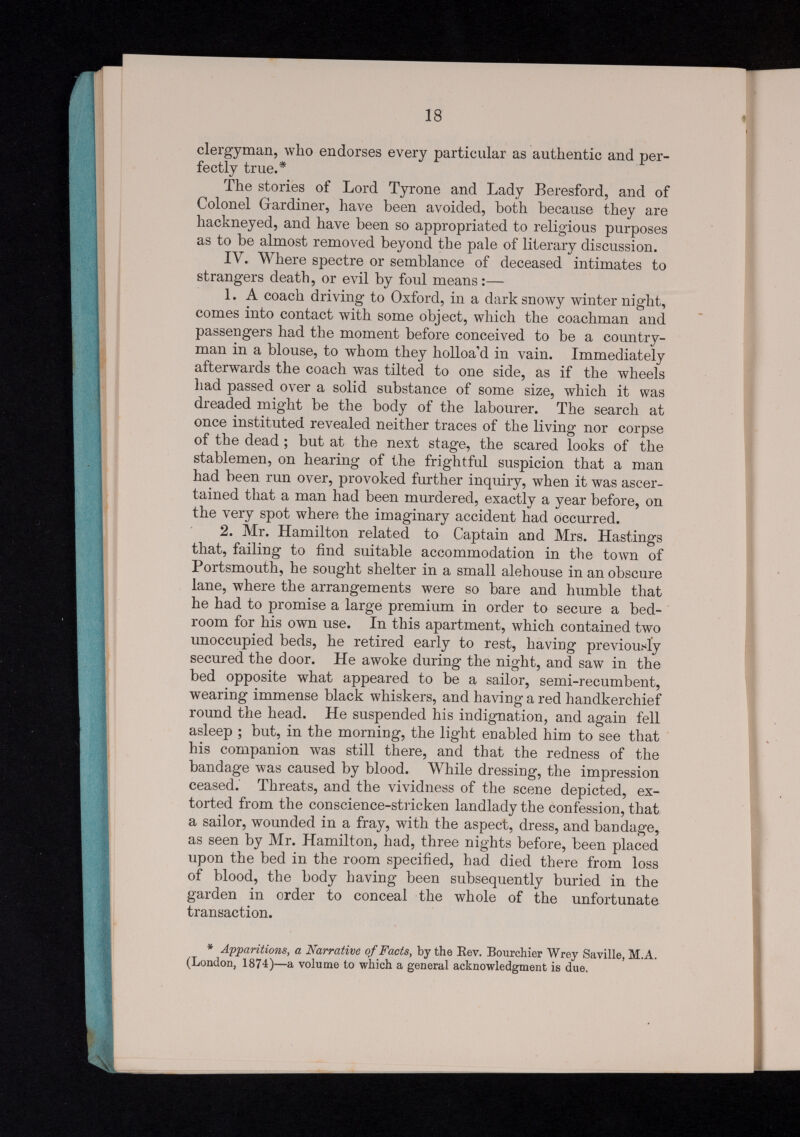 18
clergyman, who endorses every particular as authentic and per-
fectly true.*
The stories of Lord Tyrone and Lady Beresford, and of
Colonel Gardiner, have been avoided, both because they are
hackneyed, and have been so appropriated to religious purposes
as to be almost removed beyond the pale of literary discussion.
IV. Where spectre or semblance of deceased intimates to
strangers death, or evil by foul means:—
1. A coach driving to Oxford, in a dark snowy winter night,
comes into contact with some object, which the coachman and
passengers had the moment before conceived to be a country-
man in a blouse, to whom they holloa'd in vain. Immediately
afterwards the coach was tilted to one side, as if the wheels
had passed over a solid substance of some size, which it was
dreaded might be the body of the labourer. The search at
once instituted revealed neither traces of the living nor corpse
of the dead; but at the next stage, the scared looks of the
stablemen, on hearing of the frightful suspicion that a man
had been run over, provoked further inquiry, when it was ascer-
tained that a man had been murdered, exactly a year before, on
the very spot where the imaginary accident had occurred.
2. Mr. Hamilton related to Captain and Mrs. Hastings
that, failing to find suitable accommodation in the town of
Portsmouth, he sought shelter in a small alehouse in an obscure
lane, where the arrangements were so bare and humble that
he had to promise a large premium in order to secure a bed-
room for his own use. In this apartment, which contained two
unoccupied beds, he retired early to rest, having previously
secured the door. He awoke during the night, and saw in the
bed opposite what appeared to be a sailor, semi-recumbent,
wearing immense black whiskers, and having a red handkerchief
round the head. He suspended his indignation, and again fell
asleep ; but, in the morning, the light enabled him to see that
his companion was still there, and that the redness of the
bandage was caused by blood. While dressing, the impression
ceased. Threats, and the vividness of the scene depicted, ex-
torted from the conscience-stricken landlady the confession, that
a sailor, wounded in a fray, with the aspect, dress, and bandage,
as seen by Mr. Hamilton, had, three nights before, been placed
upon the bed in the room specified, had died there from loss
of blood, the body having been subsequently buried in the
garden in order to conceal the whole of the unfortunate
transaction.
* Apparitions, a Narrative of Facts, by the Rev. Bourchier Wrey Saville, M.A.
(London, 1874)—a volume to which a general acknowledgment is due.